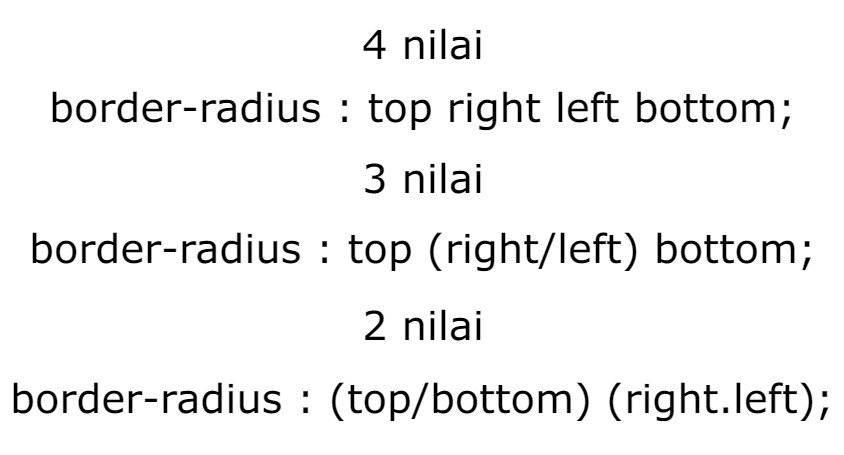 4 nilai
border-radius : top right left bottom;
3 nilai
border-radius : top (right/left) bottom;
2 nilai
border-radius : (top/bottom) (right.left);